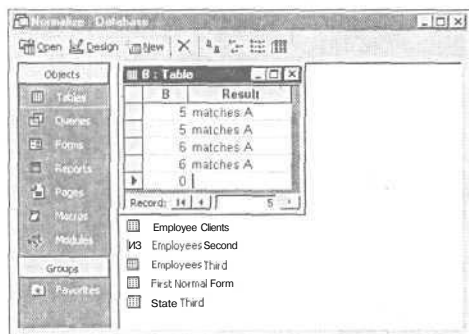 Normalize : Database
Open Design New
Objects
Tables
Queries
Forms
Reports
Pages
Macros
Modules
Groups
Favorites
B : Table
B Result
5 matches A
5 matches A
6 matches A
6 matches A
0
Record: 5
Employee Clients
ИЗ Employees Second
Employees Third
First Normal Form
State Third